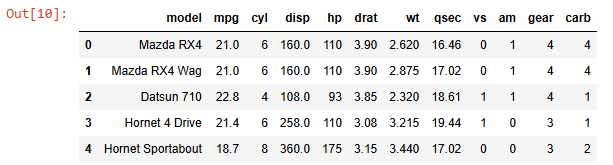 Out[10]:
model mpg cyl disp hp drat wt qsec vs am gear carb
0 Mazda RX4 21.0 6 160.0 110 3.90 2.620 16.46 0 1 4 4
1 Mazda RX4 Wag 21.0 6 160.0 110 3.90 2.875 17.02 0 1 4 4
2 Datsun 710 22.8 4 108.0 93 3.85 2.320 18.61 1 1 4 1
3 Hornet 4 Drive 21.4 6 258.0 110 3.08 3.215 19.44 1 0 3 1
4 Hornet Sportabout 18.7 8 360.0 175 3.15 3.440 17.02 0 0 3 2